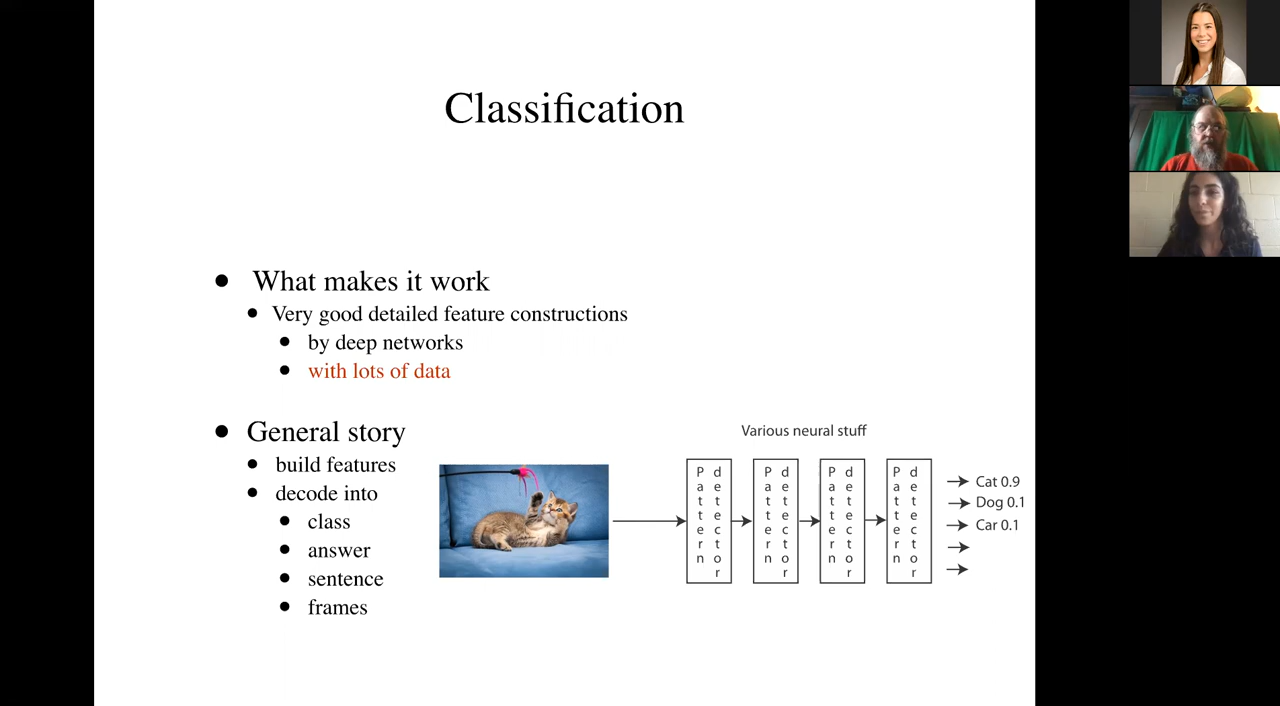 Classification
• What makes it work
• Very good detailed feature constructions
• by deep networks
• with lots of data
• General story
• build features
• decode into
• class
• answer
• sentence
• frames
Various neural stuff
Pattern detector
Pattern detector
Pattern detector
Pattern detector
Cat 0.9
Dog 0.1
Car 0.1